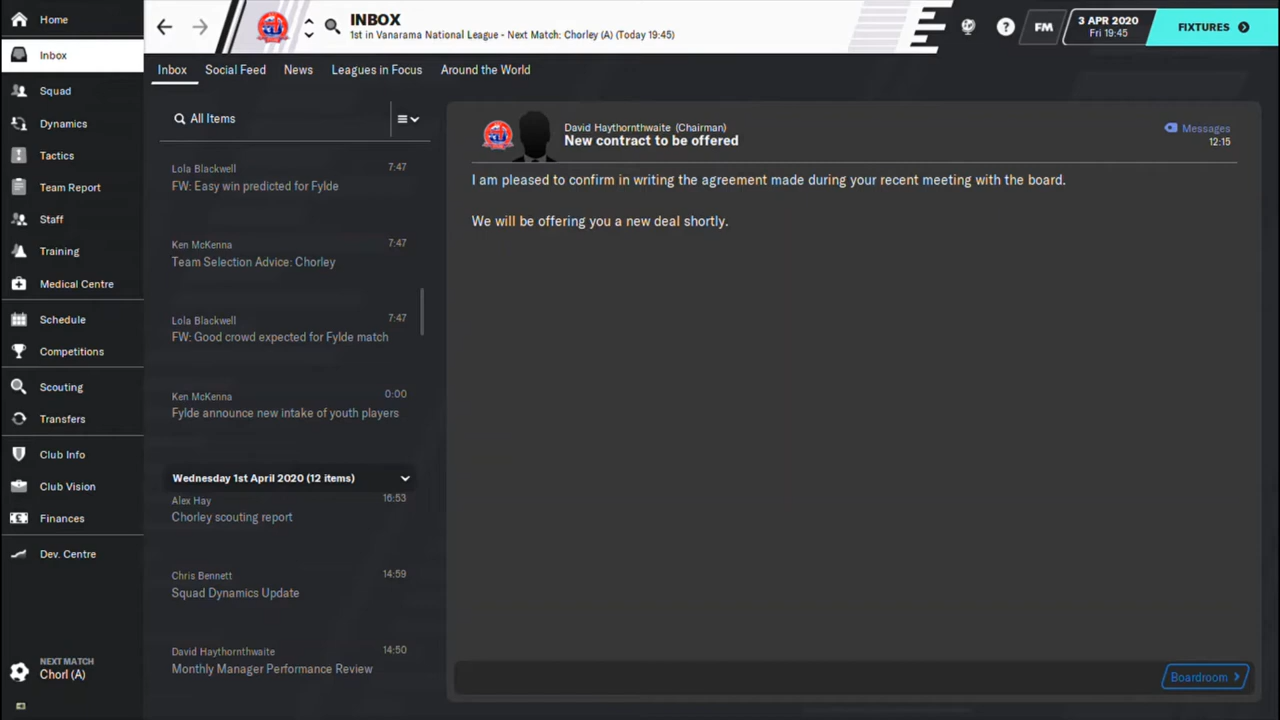 Home
Inbox
Squad
Dynamics
Tactics
Team Report
Staff
Training
Medical Centre
Schedule
Competitions
Scouting
Transfers
Club Info
Club Vision
Finances
Dev. Centre
NEXT MATCH
Chorl (A)
INBOX
1st in Vanarama National League - Next Match: Chorley (A) (Today 19:45)
FM
3 APR 2020
Fri 19:45
FIXTURES
Inbox Social Feed News Leagues in Focus Around the World
All Items
Lola Blackwell 7:47
FW: Easy win predicted for Fylde
Ken McKenna 7:47
Team Selection Advice: Chorley
Lola Blackwell 7:47
FW: Good crowd expected for Fylde match
Ken McKenna 0:00
Fylde announce new intake of youth players
Wednesday 1st April 2020 (12 items)
Alex Hay 16:53
Chorley scouting report
Chris Bennett 14:59
Squad Dynamics Update
David Haythornthwaite 14:50
Monthly Manager Performance Review
David Haythornthwaite (Chairman)
New contract to be offered
Messages
12:15
I am pleased to confirm in writing the agreement made during your recent meeting with the board.
We will be offering you a new deal shortly.
Boardroom